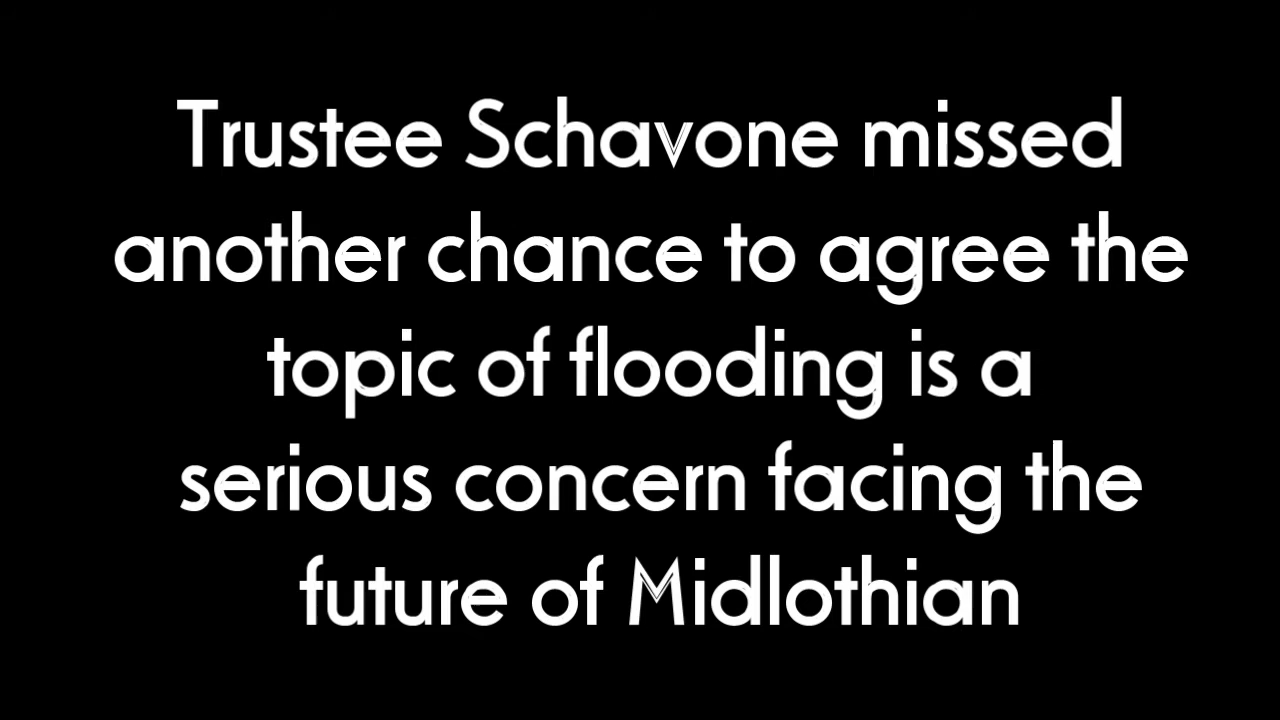 Trustee Schavone missed
another chance to agree the
topic of flooding is a
serious concern facing the
future of Midlothian